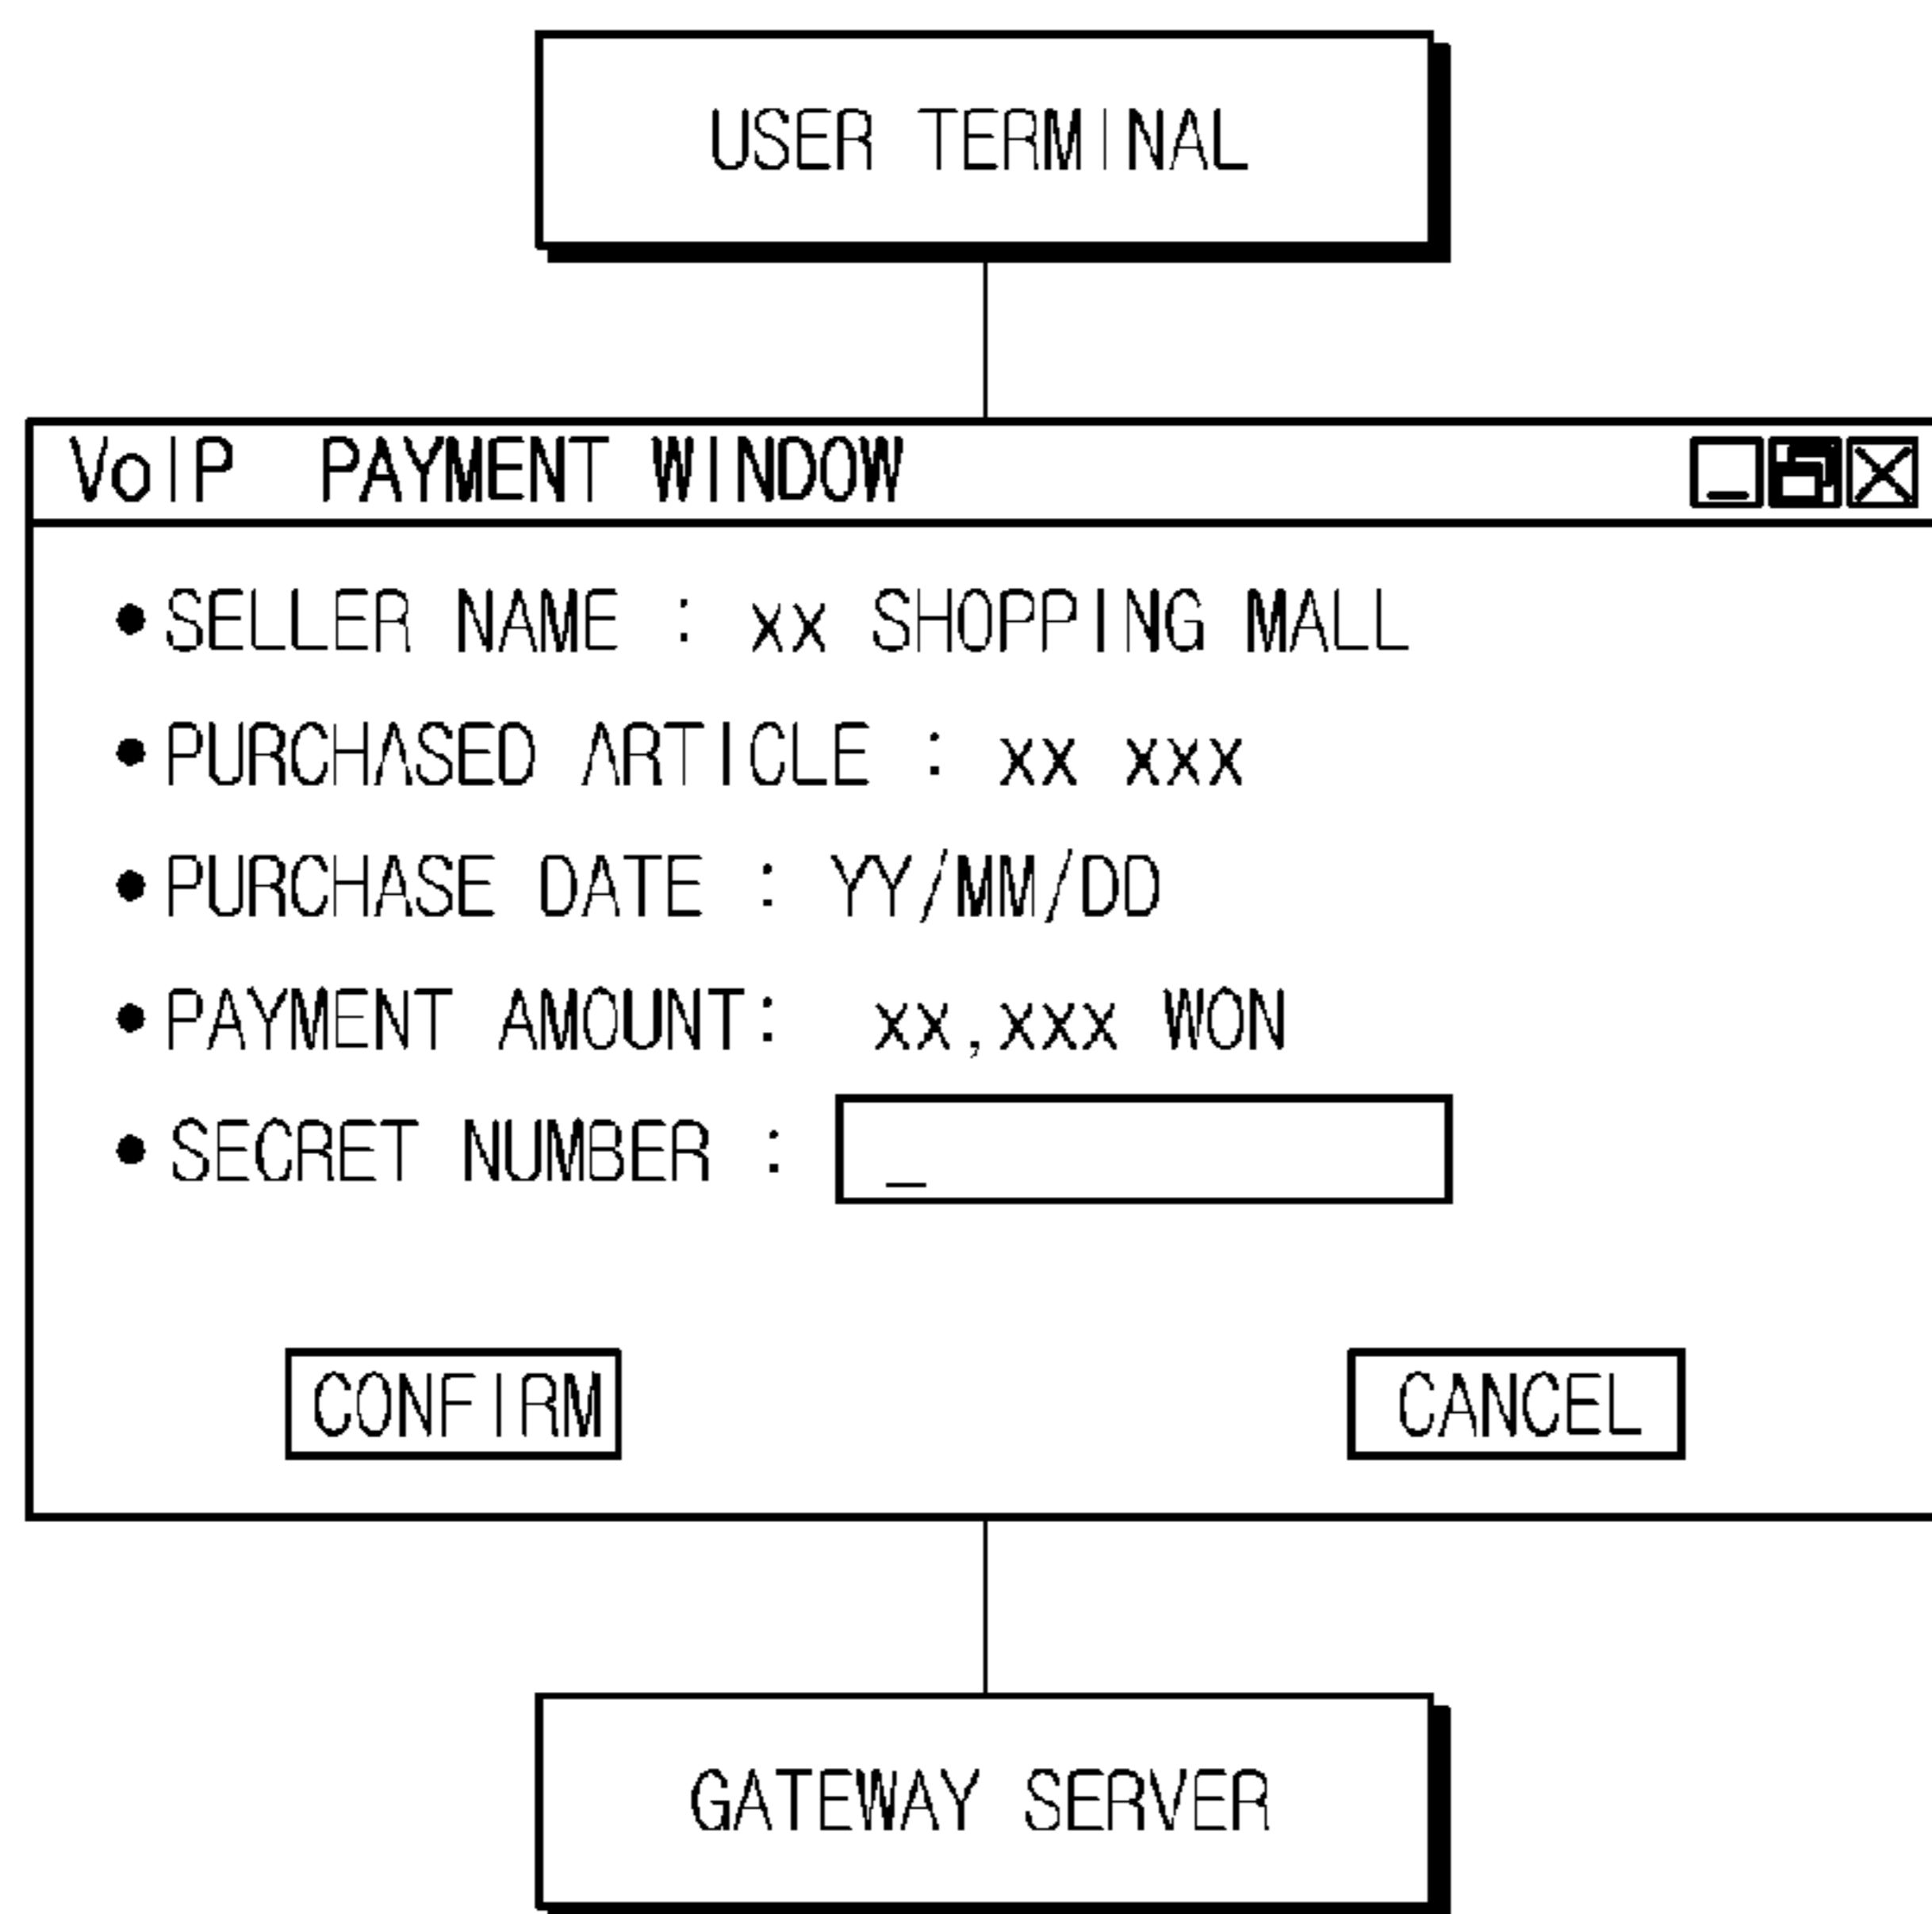 USER TERMINAL
VoIP PAYMENT WINDOW
•SELLER NAME : xx SHOPPING MALL
•PURCHASED ARTICLE : xx xxx
•PURCHASE DATE : YY/MM/DD
•PAYMENT AMOUNT: xx,xxx WON
•SECRET NUMBER : _
CONFIRM CANCEL
GATEWAY SERVER